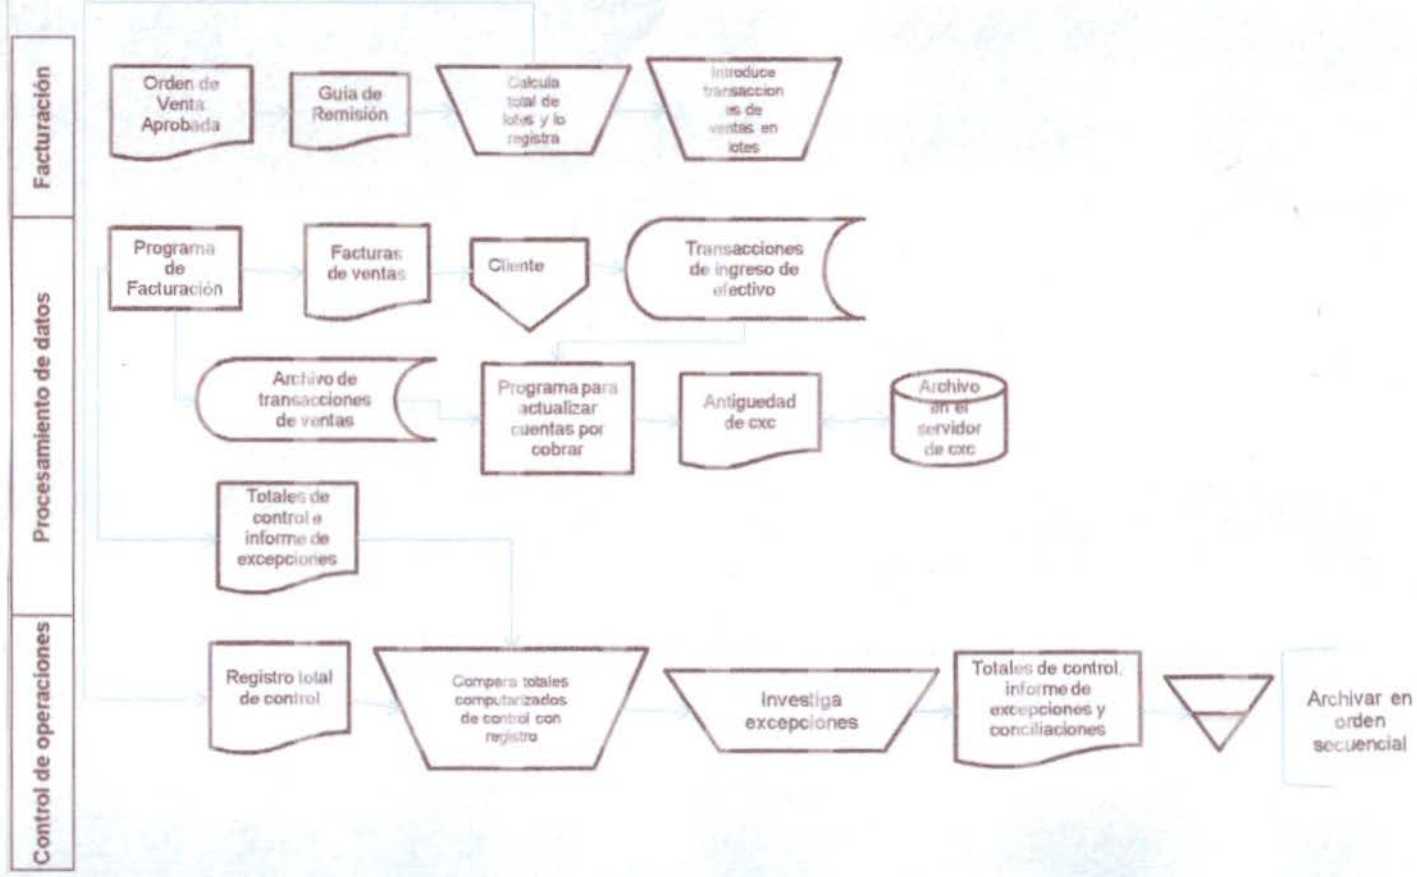 Facturación
Orden de
Venta
Aprobada
Guia de
Remisión
Calcula
total de
lotes y lo
registra
Introduce
transaccion
es de
ventas en
lotes
Procesamiento de datos
Programa
de
Facturación
Facturas
de ventas
Cliente
Transacciones
de ingreso de
efectivo
Archivo de
transacciones
de ventas
Programa para
actualizar
cuentas por
cobrar
Antiguedad
de cxc
Archivo
en el
servidor
de cxc
Totales de
control e
informe de
excepciones
Control de operaciones
Registro total
de control
Compara totales
computarizados
de control con
registro
Investiga
excepciones
Totales de control,
informe de
excepciones y
conciliaciones
Archivar en
orden
secuencial